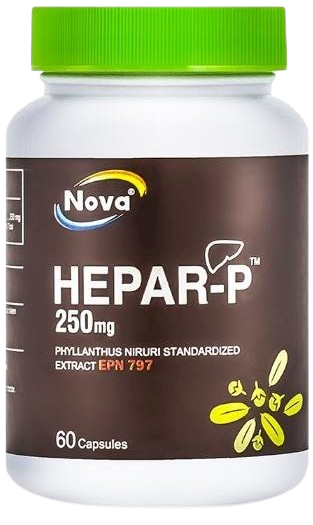 Nova®
HEPAR-P™
250mg
PHYLLANTHUS NIRURI STANDARDIZED
EXTRACT EPN 797
60 Capsules